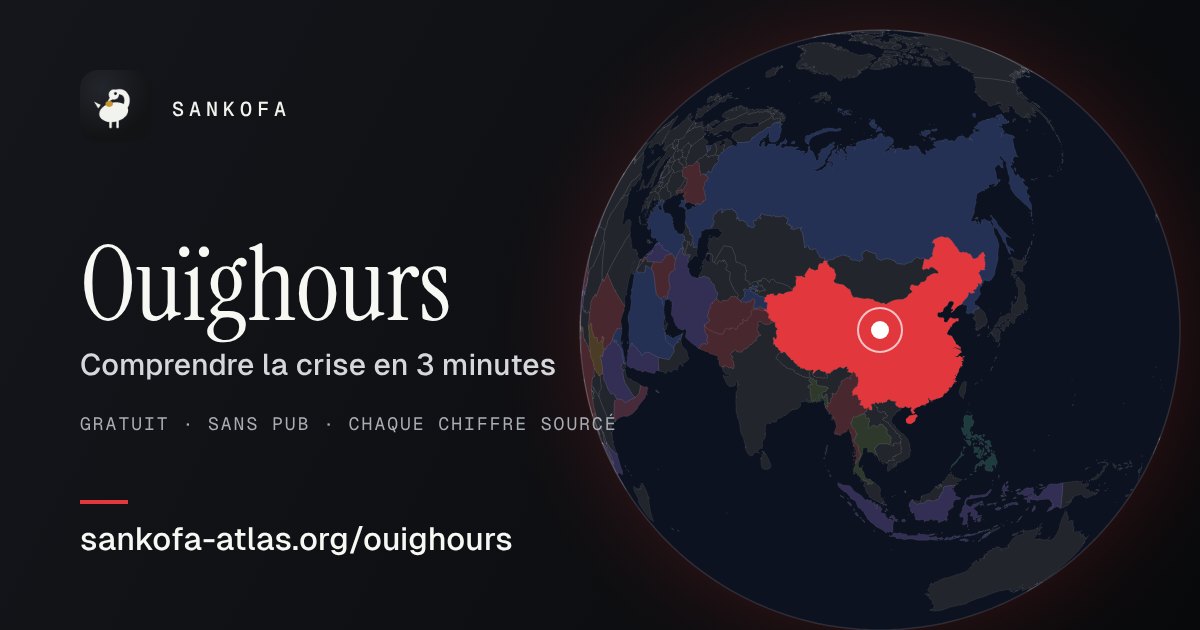 SANKOFA
Ouïghours
Comprendre la crise en 3 minutes
GRATUIT · SANS PUB · CHAQUE CHIFFRE SOURCÉ
sankofa-atlas.org/ouighours